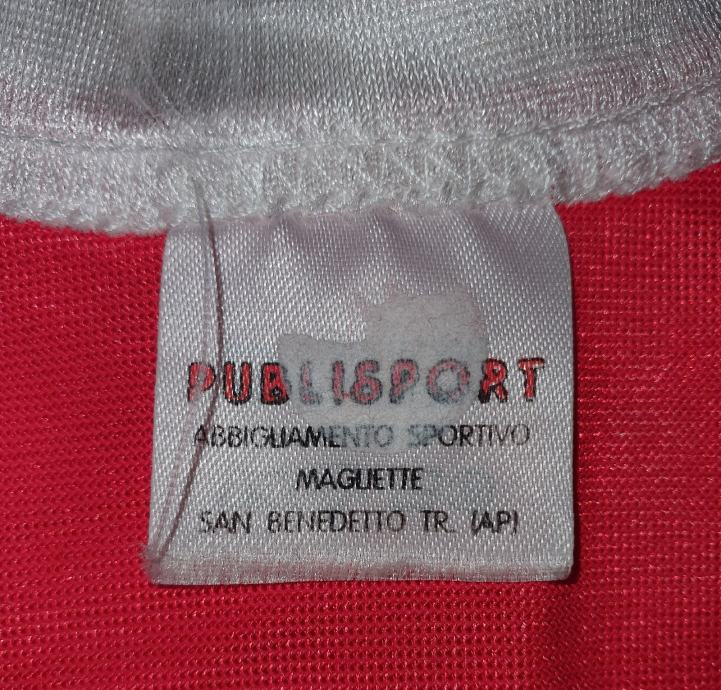 PUBLISPORT
ABBIGLIAMENTO SPORTIVO
MAGLIETTE
SAN BENEDETTO TR. (AP)